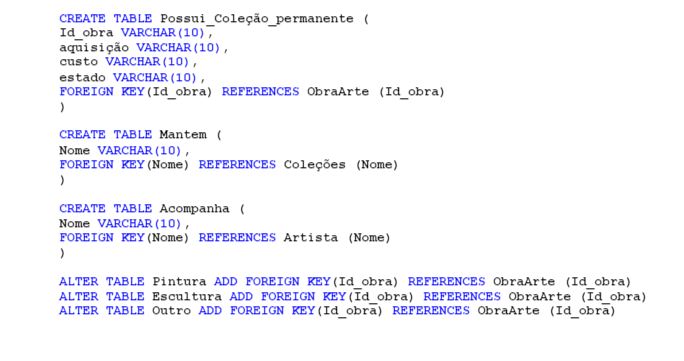 CREATE TABLE Possui_Coleção_permanente (
Id_obra VARCHAR(10),
aquisição VARCHAR(10),
custo VARCHAR(10),
estado VARCHAR(10),
FOREIGN KEY(Id_obra) REFERENCES ObraArte (Id_obra)
)
CREATE TABLE Mantem (
Nome VARCHAR(10),
FOREIGN KEY(Nome) REFERENCES Coleções (Nome)
)
CREATE TABLE Acompanha (
Nome VARCHAR(10),
FOREIGN KEY(Nome) REFERENCES Artista (Nome)
)
ALTER TABLE Pintura ADD FOREIGN KEY(Id_obra) REFERENCES ObraArte (Id_obra)
ALTER TABLE Escultura ADD FOREIGN KEY(Id_obra) REFERENCES ObraArte (Id_obra)
ALTER TABLE Outro ADD FOREIGN KEY(Id_obra) REFERENCES ObraArte (Id_obra)